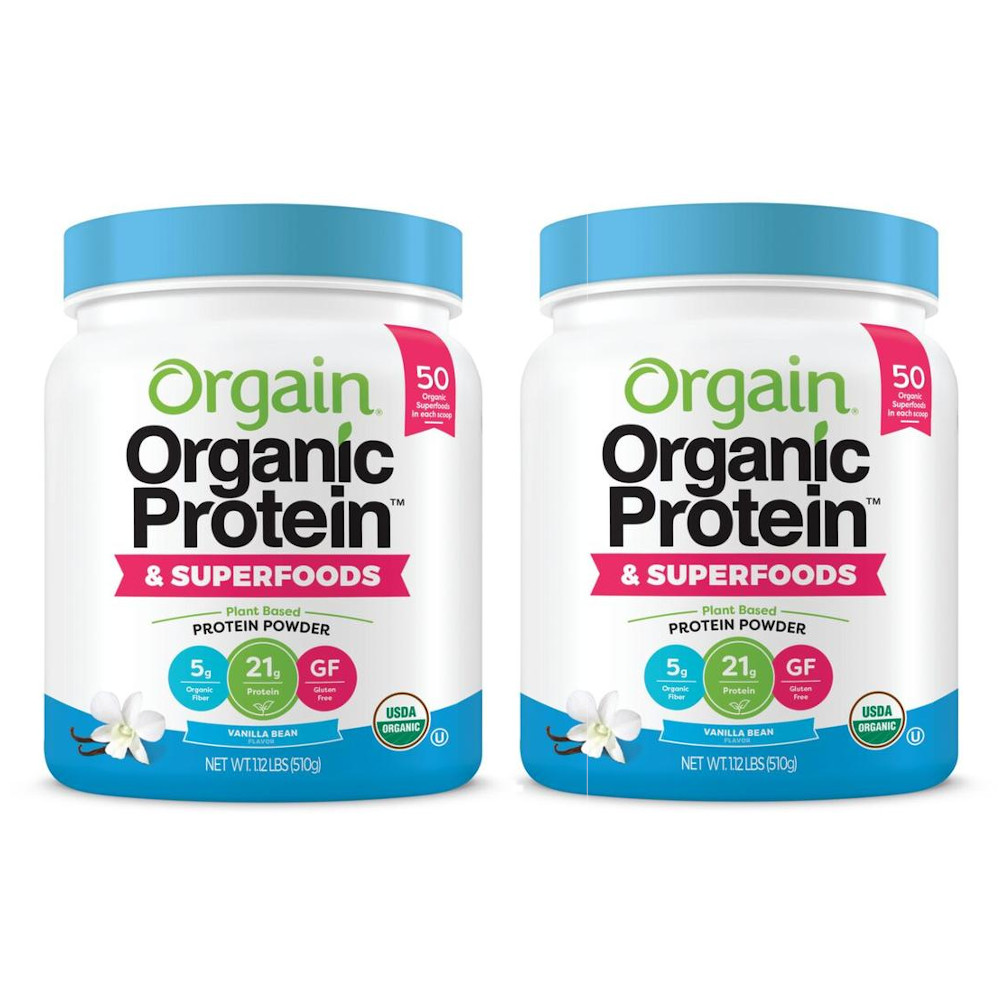 Orgain®
Organic
Protein™
& SUPERFOODS
50
Organic
Superfoods
in each scoop
Plant Based
PROTEIN POWDER
5g
Organic
Fiber
21g
Protein
GF
Gluten
Free
VANILLA BEAN
FLAVOR
USDA
ORGANIC
U
NET WT. 1.12 LBS (510g)
Orgain®
Organic
Protein™
& SUPERFOODS
50
Organic
Superfoods
in each scoop
Plant Based
PROTEIN POWDER
5g
Organic
Fiber
21g
Protein
GF
Gluten
Free
VANILLA BEAN
FLAVOR
USDA
ORGANIC
U
NET WT. 1.12 LBS (510g)